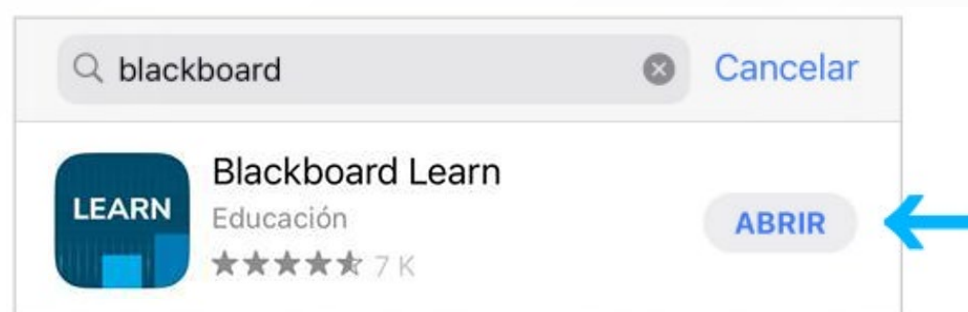 blackboard
Cancelar
LEARN
Blackboard Learn
Educación
7 K
ABRIR